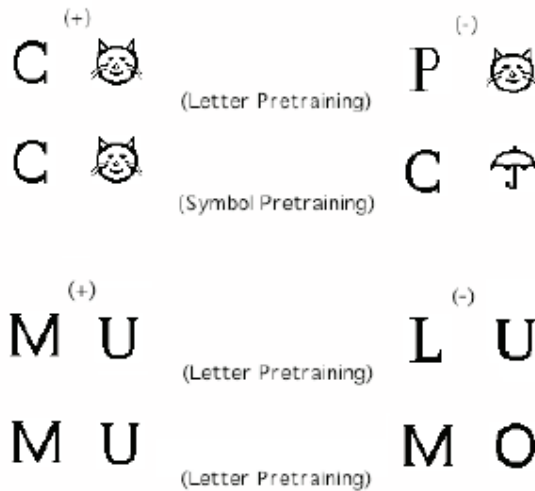 (+) (-)
C P
(Letter Pretraining)
C C
(Symbol Pretraining)
(+) (-)
M U L U
(Letter Pretraining)
M U M O
(Letter Pretraining)